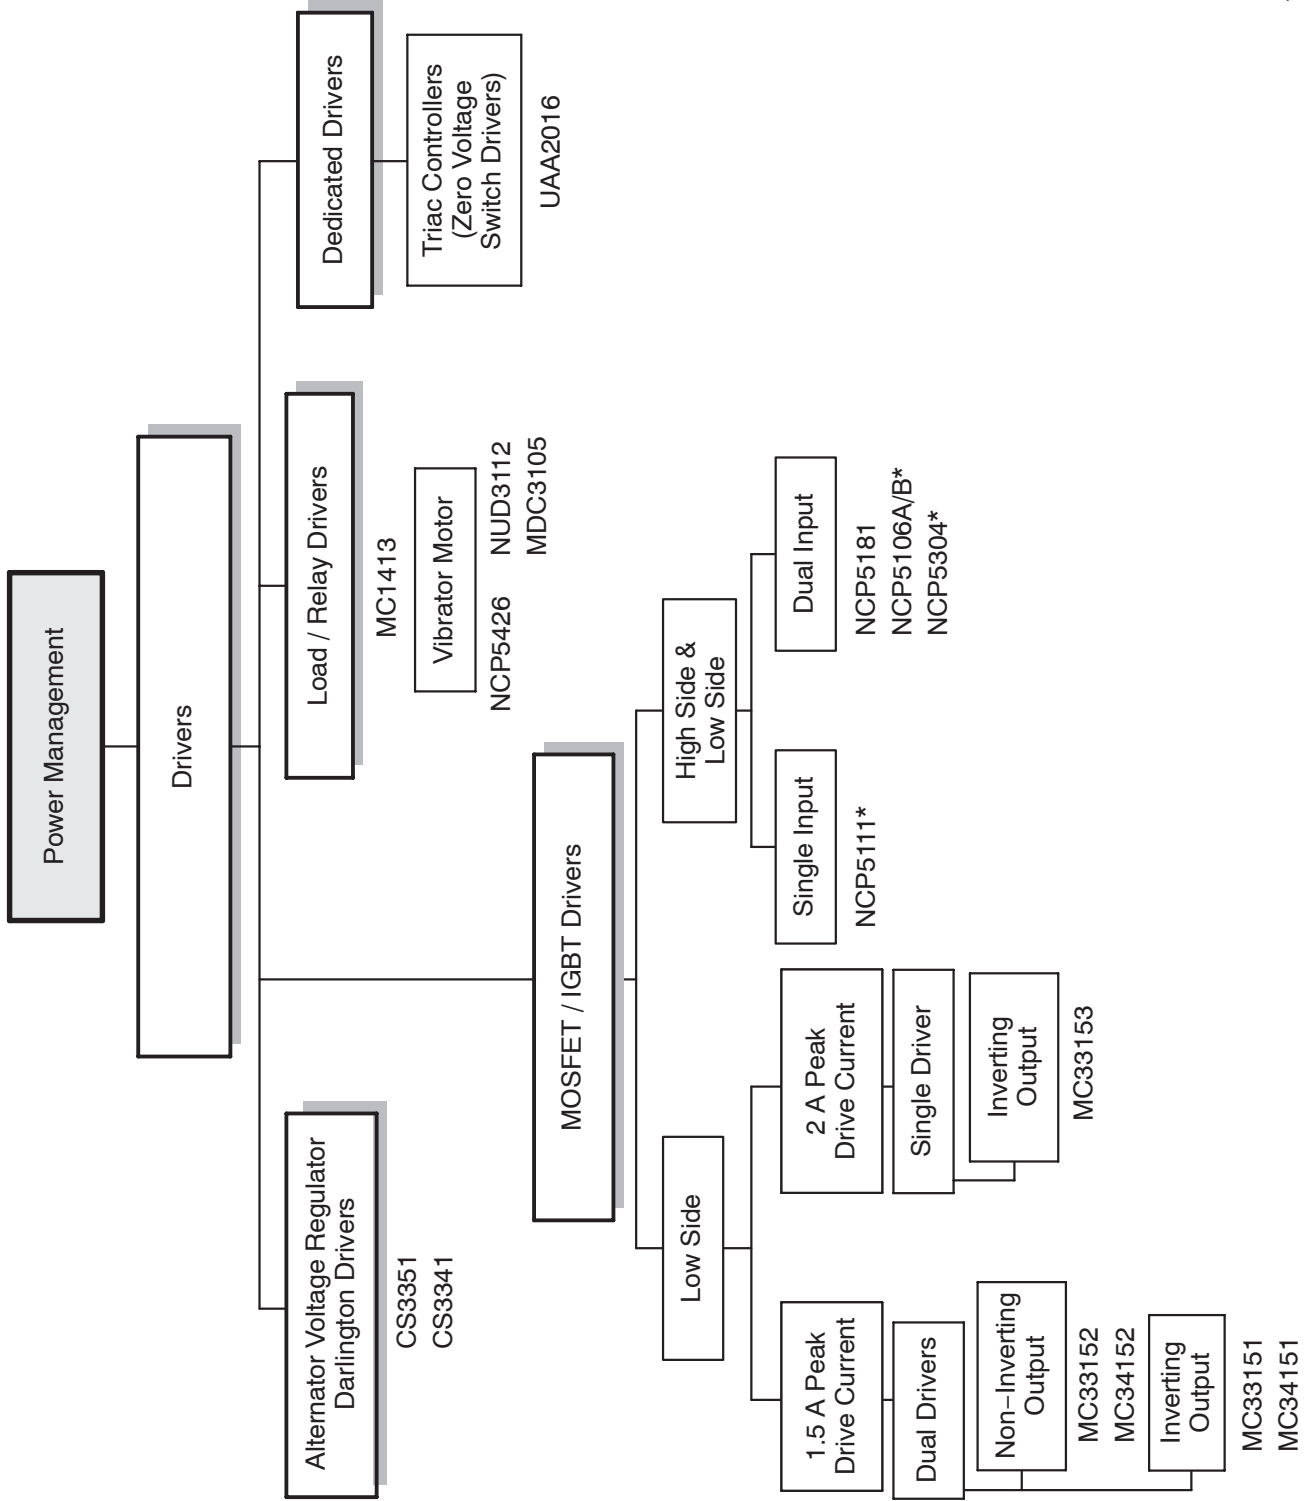 Power Management
Drivers
Alternator Voltage Regulator
Darlington Drivers
CS3351
CS3341
Load / Relay Drivers
MC1413
Vibrator Motor
NCP5426
NUD3112
MDC3105
Dedicated Drivers
Triac Controllers
(Zero Voltage
Switch Drivers)
UAA2016
MOSFET / IGBT Drivers
Low Side
1.5 A Peak
Drive Current
Dual Drivers
Non–Inverting
Output
MC33152
MC34152
Inverting
Output
MC33151
MC34151
2 A Peak
Drive Current
Single Driver
Inverting
Output
MC33153
High Side &
Low Side
Single Input
NCP5111*
Dual Input
NCP5181
NCP5106A/B*
NCP5304*